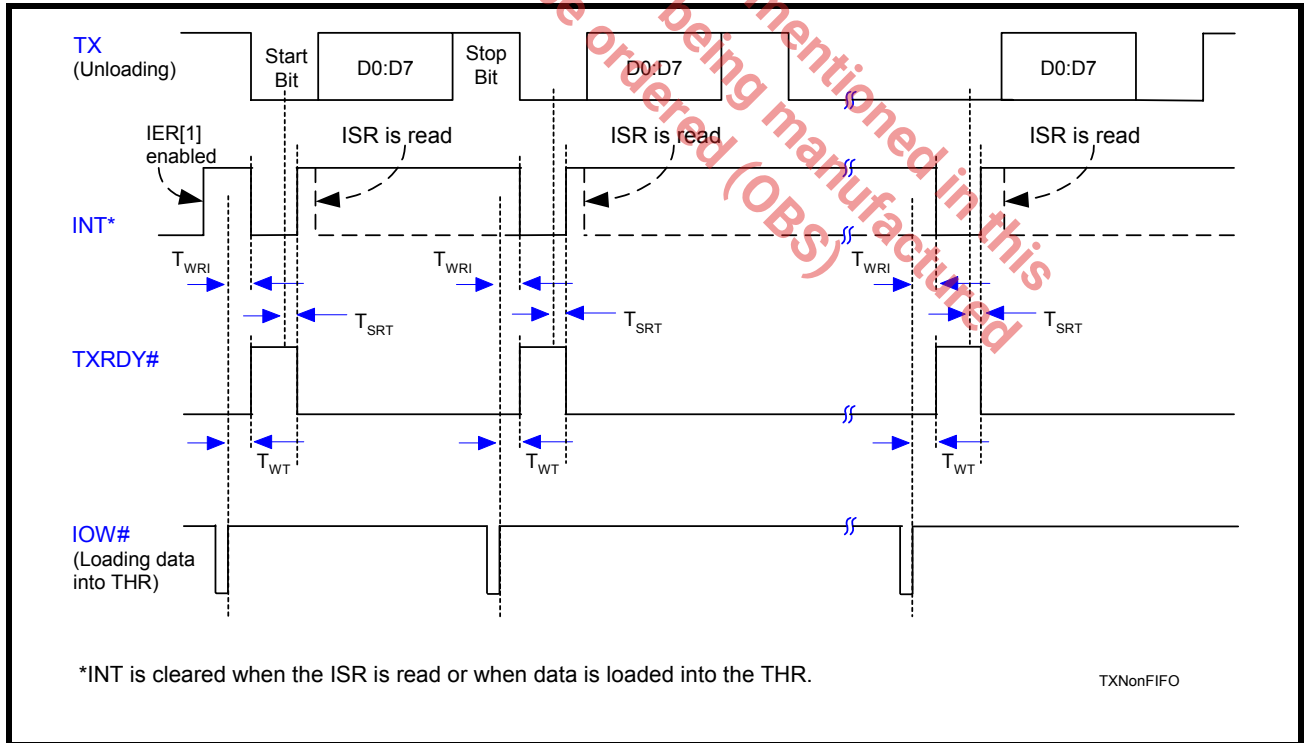 TX
(Unloading)
Start
Bit
D0:D7
Stop
Bit
D0:D7
D0:D7
IER[1]
enabled
ISR is read
ISR is read
ISR is read
INT*
TWRI
TWRI
TWRI
TSRT
TSRT
TSRT
TXRDY#
TWT
TWT
TWT
IOW#
(Loading data
into THR)
*INT is cleared when the ISR is read or when data is loaded into the THR.
TXNonFIFO
mentioned in this
being manufactured
be ordered (OBS)